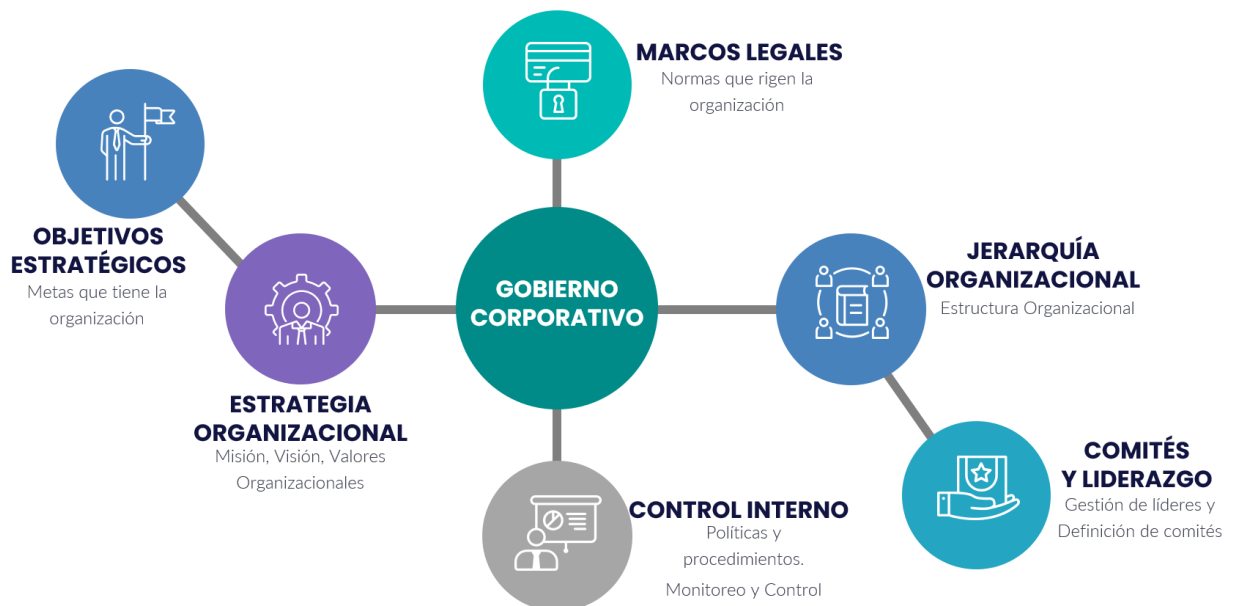 MARCOS LEGALES
Normas que rigen la
organización
OBJETIVOS
ESTRATÉGICOS
Metas que tiene la
organización
GOBIERNO
CORPORATIVO
JERARQUÍA
ORGANIZACIONAL
Estructura Organizacional
ESTRATEGIA
ORGANIZACIONAL
Misión, Visión, Valores
Organizacionales
CONTROL INTERNO
Políticas y
procedimientos.
Monitoreo y Control
COMITÉS
Y LIDERAZGO
Gestión de líderes y
Definición de comités